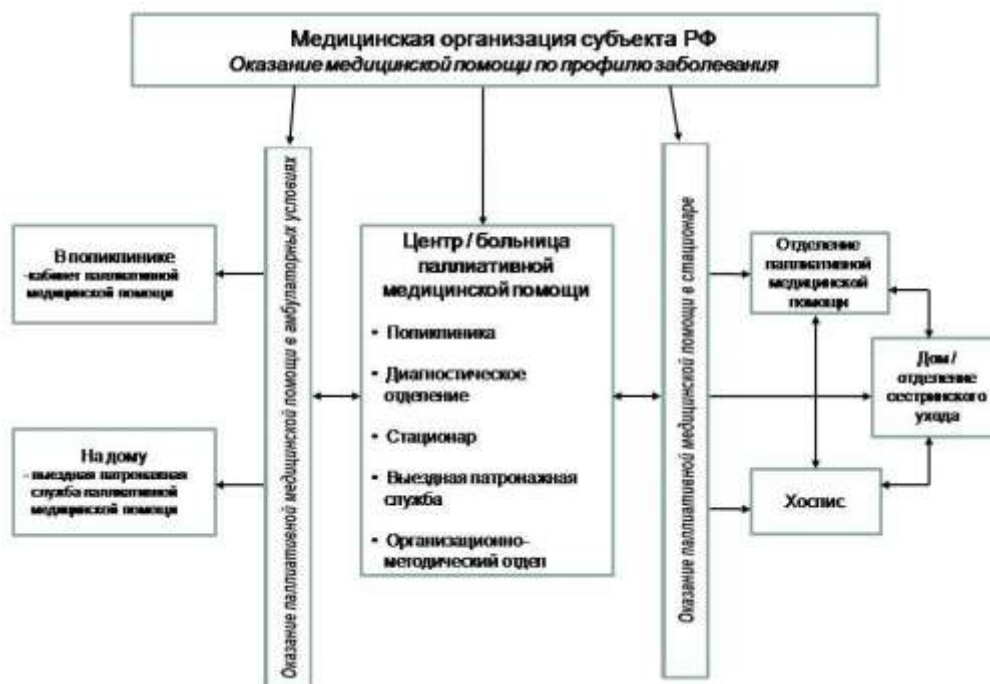 Медицинская организация субъекта РФ
Оказание медицинской помощи по профилю заболевания
Оказание паллиативной медицинской помощи в амбулаторных условиях
В поликлинике
-кабинет паллиативной
медицинской помощи
На дому
- выездная патронажная
служба паллиативной
медицинской помощи
Центр / больница
паллиативной
медицинской помощи
• Поликлиника
• Диагностическое
отделение
• Стационар
• Выездная патронажная
служба
• Организационно-
методический отдел
Оказание паллиативной медицинской помощи в стационаре
Отделение
паллиативной
медицинской
помощи
Дом /
отделение
сестринского
ухода
Хоспис